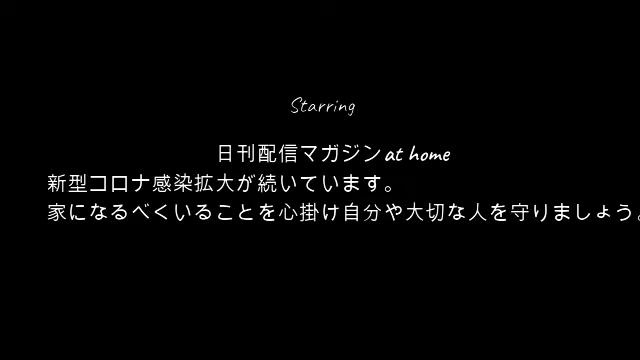 Starring
日刊配信マガジンat home
新型コロナ感染拡大が続いています。
家になるべくいることを心掛け自分や大切な人を守りましょう。